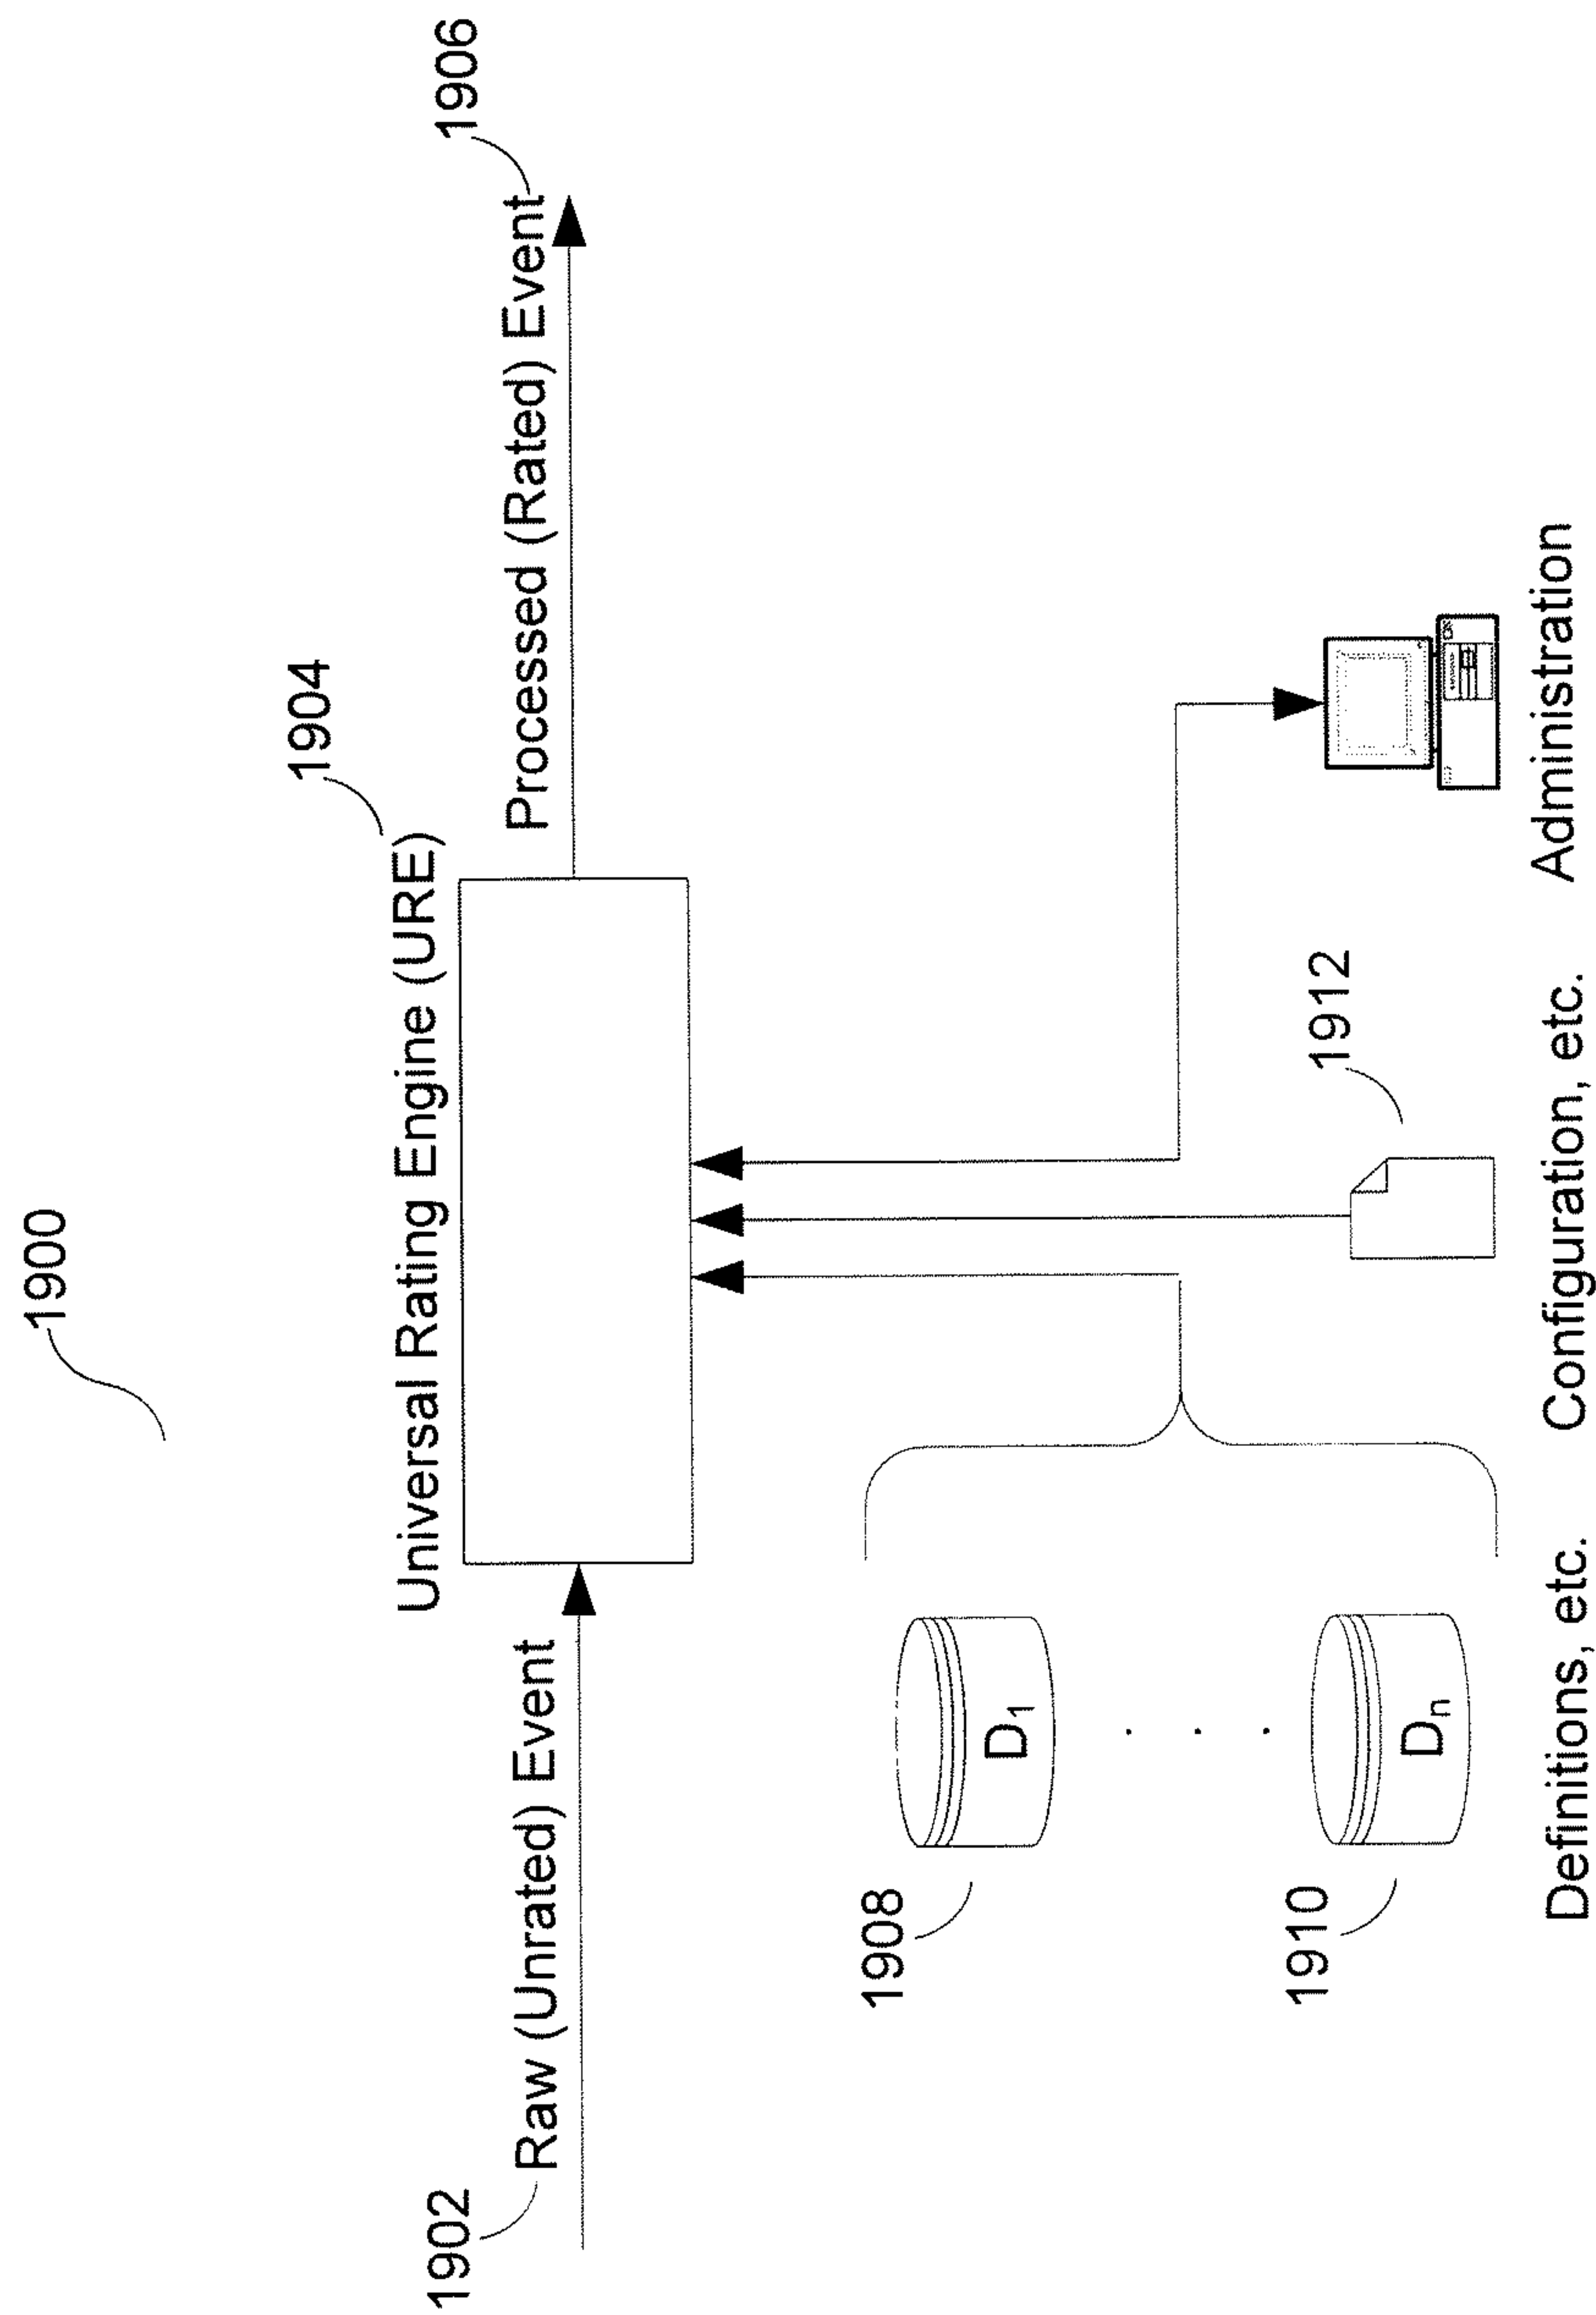 1900
1904
Universal Rating Engine (URE)
1906
Processed (Rated) Event
1902
Raw (Unrated) Event
1908
D1
1910
Dn
1912
Definitions, etc.
Configuration, etc.
Administration